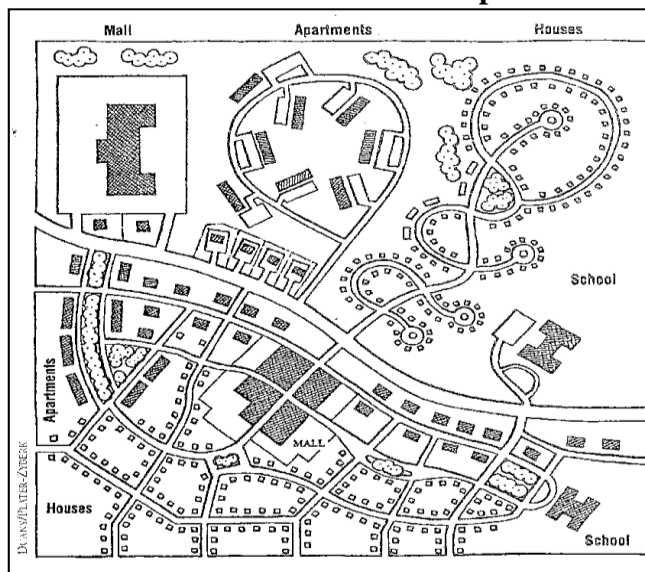 Mall Apartments Houses
School
Apartments
MALL
Houses
School
DUANY/PLATER-ZYBERK